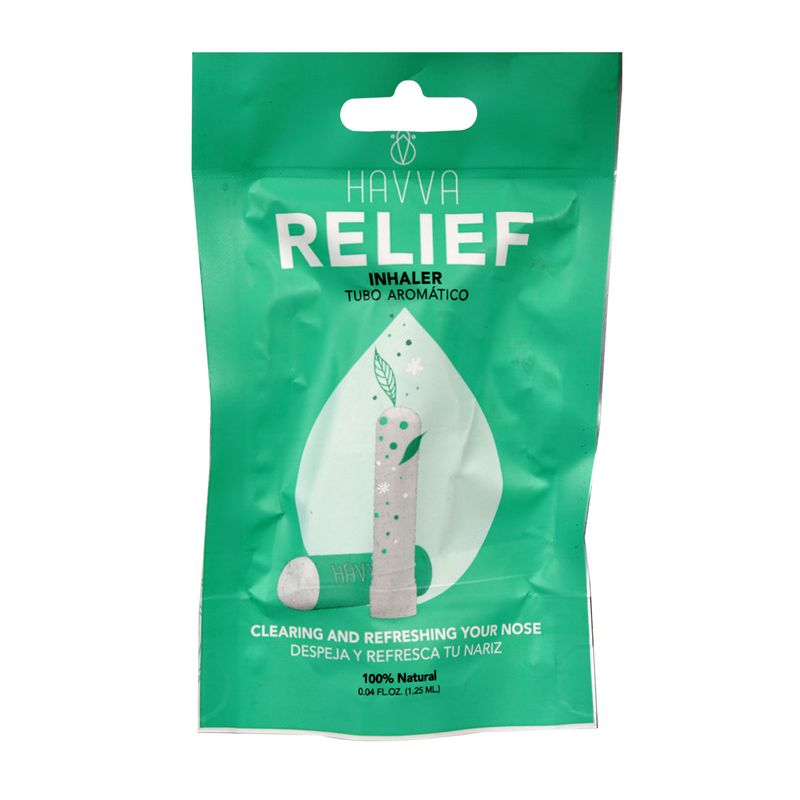 HAVVA
RELIEF
INHALER
TUBO AROMÁTICO
HAVV
CLEARING AND REFRESHING YOUR NOSE
DESPEJA Y REFRESCA TU NARIZ
100% Natural
0.04 FL.OZ. (1.25 ML.)